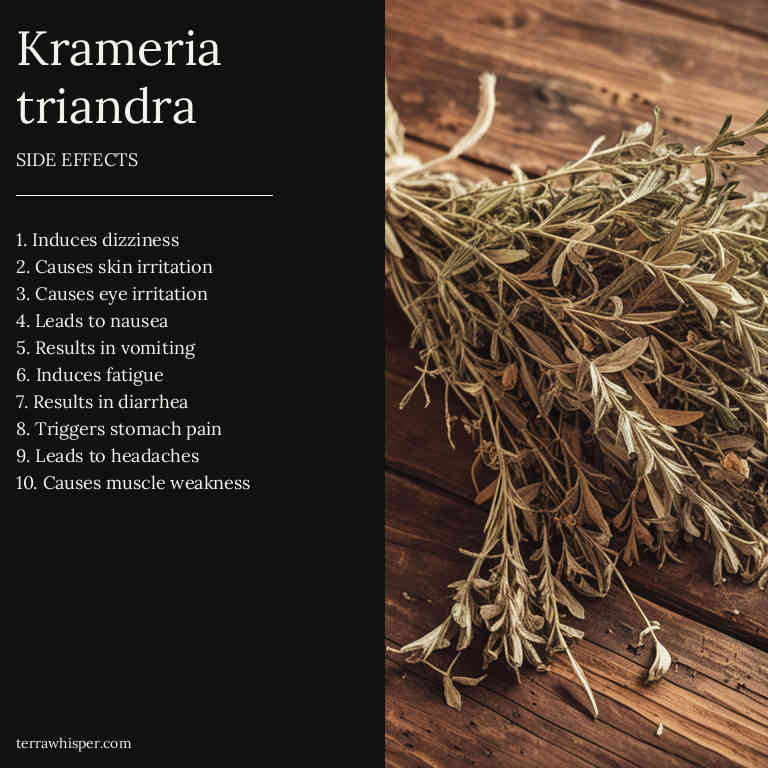 Krameria
triandra
SIDE EFFECTS
1. Induces dizziness
2. Causes skin irritation
3. Causes eye irritation
4. Leads to nausea
5. Results in vomiting
6. Induces fatigue
7. Results in diarrhea
8. Triggers stomach pain
9. Leads to headaches
10. Causes muscle weakness
terrawhisper.com